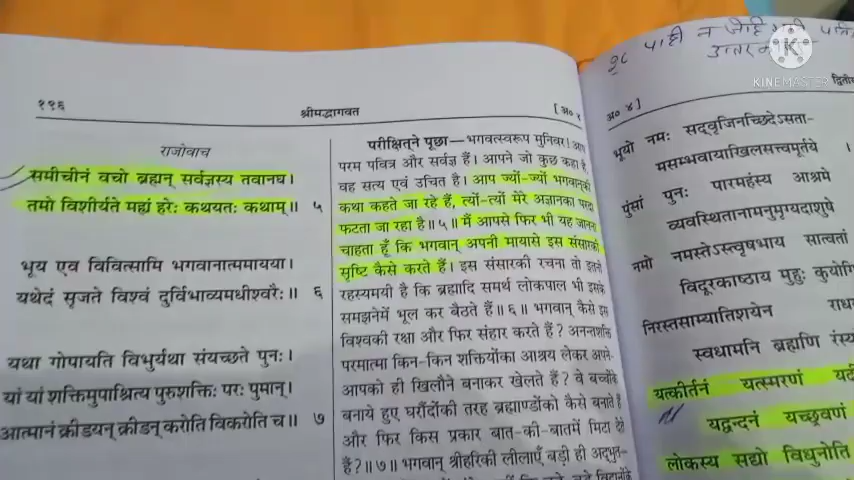 १९६
श्रीमद्भागवत
[ अ० ४
राजोवाच
समीचीनं वचो ब्रह्मन् सर्वज्ञस्य तवानघ।
तमो विशीर्यते मह्यं हरेः कथयतः कथाम्॥ ५
भूय एव विवित्सामि भगवानात्ममायया।
यथेदं सृजते विश्वं दुर्विभाव्यमधीश्वरैः॥ ६
यथा गोपायति विभुर्यथा संयच्छते पुनः।
यां यां शक्तिमुपाश्रित्य पुरुशक्तिः परः पुमान्।
आत्मानं क्रीडयन् क्रीडन् करोति विकरोति च॥ ७
परीक्षित्ने पूछा—भगवत्स्वरूप मुनिवर! आप
परम पवित्र और सर्वज्ञ हैं। आपने जो कुछ कहा है,
वह सत्य एवं उचित है। आप ज्यों-ज्यों भगवान्की
कथा कहते जा रहे हैं, त्यों-त्यों मेरे अज्ञानका परदा
फटता जा रहा है॥५॥ मैं आपसे फिर भी यह जानना
चाहता हूँ कि भगवान् अपनी मायासे इस संसारकी
सृष्टि कैसे करते हैं। इस संसारकी रचना तो इतनी
रहस्यमयी है कि ब्रह्मादि समर्थ लोकपाल भी इसके
समझनेमें भूल कर बैठते हैं॥६॥ भगवान् कैसे इस
विश्वकी रक्षा और फिर संहार करते हैं? अनन्तशक्ति
परमात्मा किन-किन शक्तियोंका आश्रय लेकर अपने-
आपको ही खिलौने बनाकर खेलते हैं? वे बच्चोंके
बनाये हुए घरौंदोंकी तरह ब्रह्माण्डोंको कैसे बनाते हैं
और फिर किस प्रकार बात-की-बातमें मिटा देते
हैं?॥७॥ भगवान् श्रीहरिकी लीलाएँ बड़ी ही अद्भुत-
१८ पाही न
KINEMASTER
अ० ४]
भूयो नमः सद्वृजिनच्छिदेऽसता-
मसम्भवायाखिलसत्त्वमूर्तये ।
पुंसां पुनः पारमहंस्य आश्रमे
व्यवस्थितानामनुमृग्यदाशुषे
नमो नमस्तेऽस्त्वृषभाय सात्वतां
विदूरकाष्ठाय मुहुः कुयोगि
निरस्तसाम्यातिशयेन राध
स्वधामनि ब्रह्मणि रंस्य
यत्कीर्तनं यत्स्मरणं यदी
यद्वन्दनं यच्छ्रवणं
लोकस्य सद्यो विधुनोति